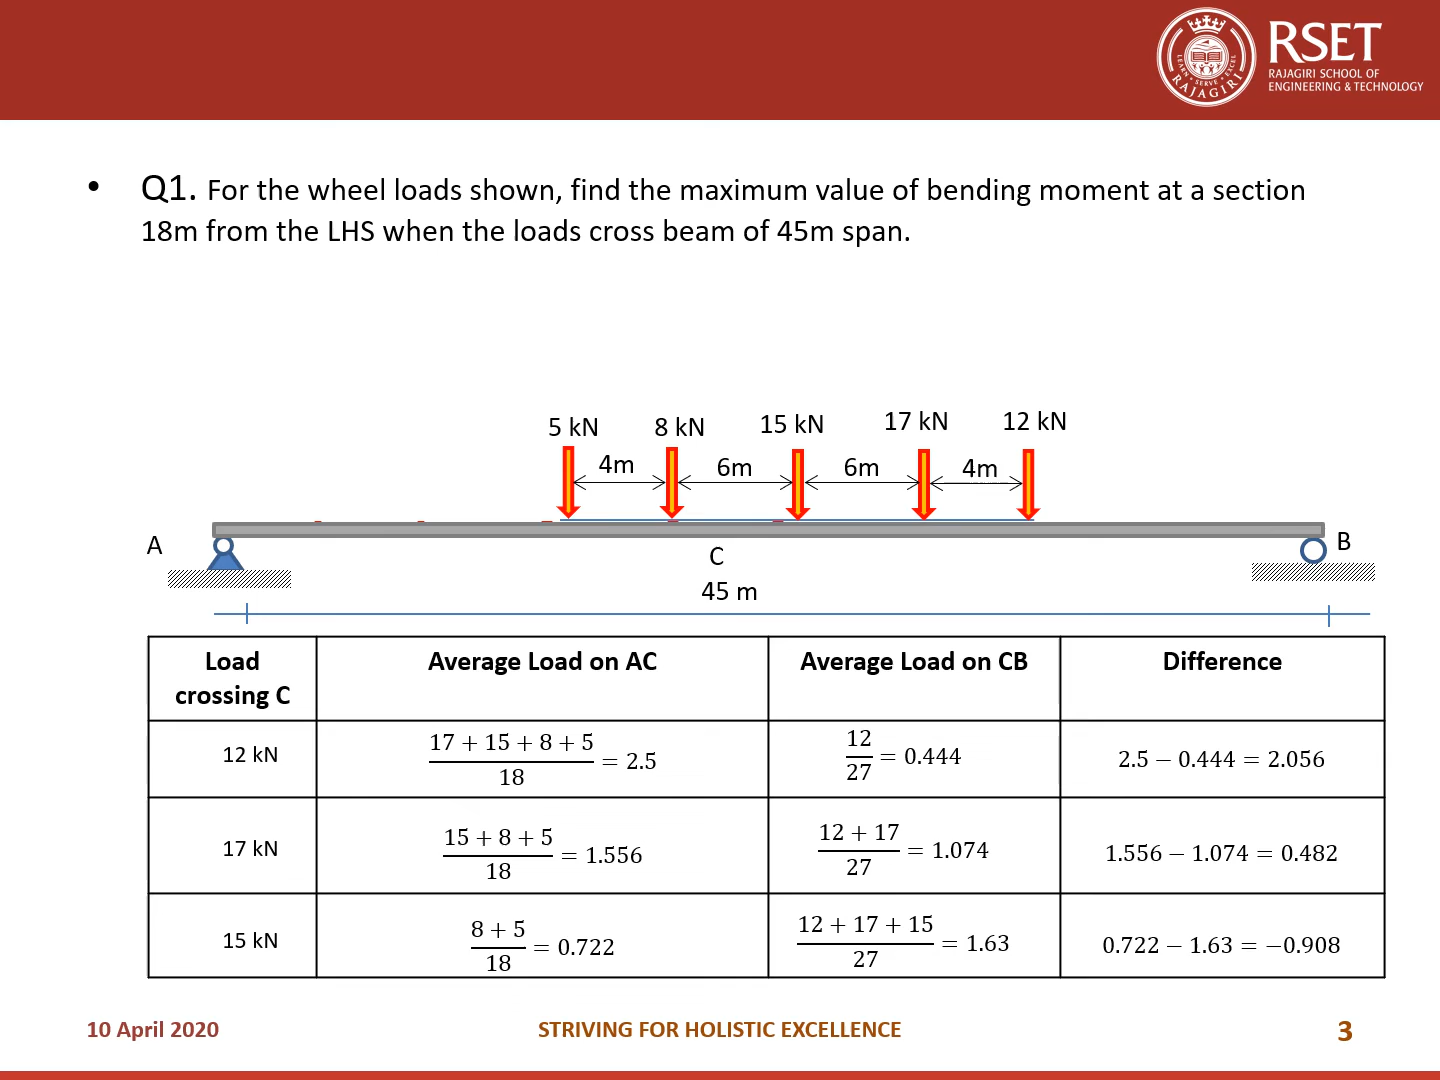 RSET
RAJAGIRI SCHOOL OF
ENGINEERING & TECHNOLOGY
LEARN • SERVE • EXCEL
RAJAGIRI
• Q1. For the wheel loads shown, find the maximum value of bending moment at a section
18m from the LHS when the loads cross beam of 45m span.
5 kN 8 kN 15 kN 17 kN 12 kN
4m 6m 6m 4m
A C B
45 m
Load crossing C | Average Load on AC | Average Load on CB | Difference
12 kN | (17 + 15 + 8 + 5)/18 = 2.5 | 12/27 = 0.444 | 2.5 − 0.444 = 2.056
17 kN | (15 + 8 + 5)/18 = 1.556 | (12 + 17)/27 = 1.074 | 1.556 − 1.074 = 0.482
15 kN | (8 + 5)/18 = 0.722 | (12 + 17 + 15)/27 = 1.63 | 0.722 − 1.63 = −0.908
10 April 2020 STRIVING FOR HOLISTIC EXCELLENCE 3